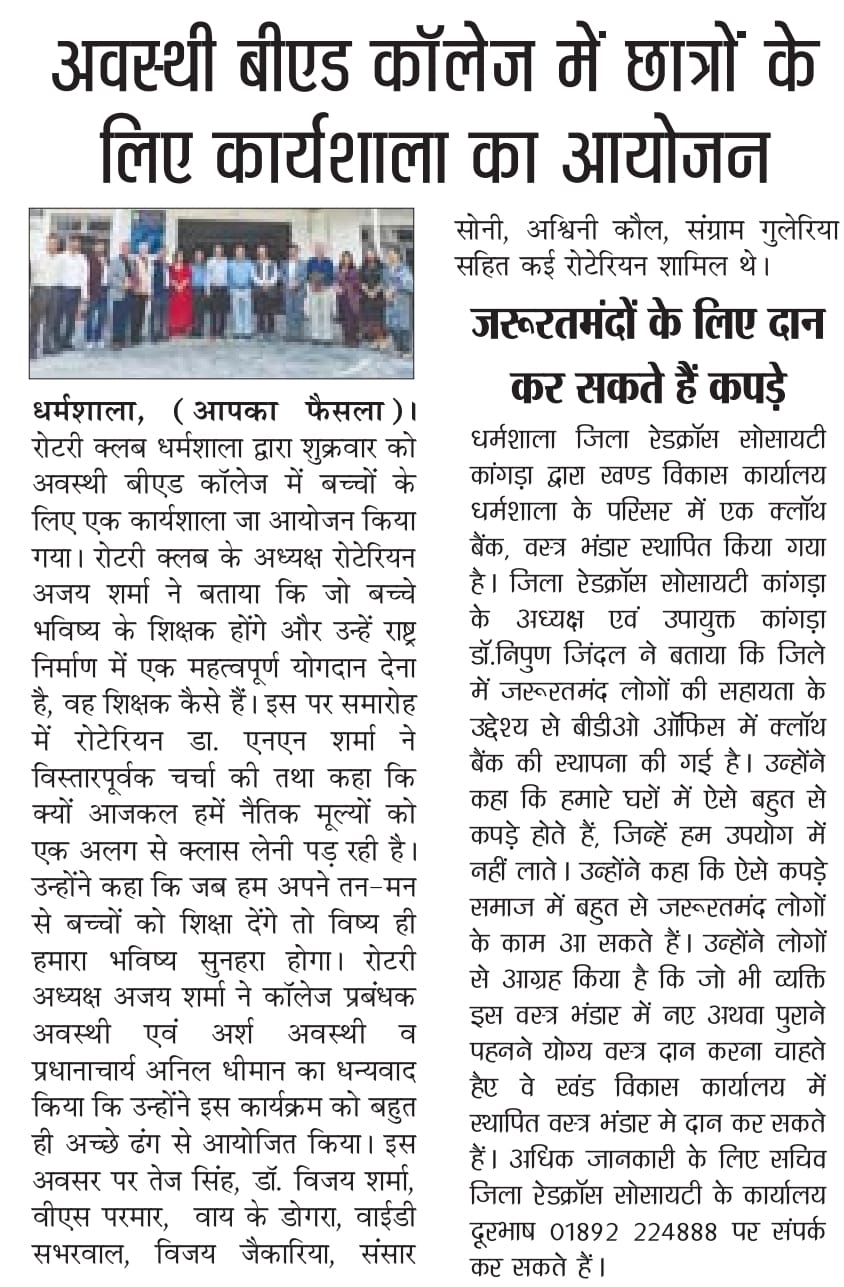 अवस्थी बीएड कॉलेज में छात्रों के
लिए कार्यशाला का आयोजन
धर्मशाला, (आपका फैसला)।
रोटरी क्लब धर्मशाला द्वारा शुक्रवार को
अवस्थी बीएड कॉलेज में बच्चों के
लिए एक कार्यशाला जा आयोजन किया
गया। रोटरी क्लब के अध्यक्ष रोटेरियन
अजय शर्मा ने बताया कि जो बच्चे
भविष्य के शिक्षक होंगे और उन्हें राष्ट्र
निर्माण में एक महत्वपूर्ण योगदान देना
है, वह शिक्षक कैसे हैं। इस पर समारोह
में रोटेरियन डा. एनएन शर्मा ने
विस्तारपूर्वक चर्चा की तथा कहा कि
क्यों आजकल हमें नैतिक मूल्यों को
एक अलग से क्लास लेनी पड़ रही है।
उन्होंने कहा कि जब हम अपने तन-मन
से बच्चों को शिक्षा देंगे तो विष्य ही
हमारा भविष्य सुनहरा होगा। रोटरी
अध्यक्ष अजय शर्मा ने कॉलेज प्रबंधक
अवस्थी एवं अर्श अवस्थी व
प्रधानाचार्य अनिल धीमान का धन्यवाद
किया कि उन्होंने इस कार्यक्रम को बहुत
ही अच्छे ढंग से आयोजित किया। इस
अवसर पर तेज सिंह, डॉ. विजय शर्मा,
वीएस परमार, वाय के डोगरा, वाईडी
सभरवाल, विजय जैकारिया, संसार
सोनी, अश्विनी कौल, संग्राम गुलेरिया
सहित कई रोटेरियन शामिल थे।
जरूरतमंदों के लिए दान
कर सकते हैं कपड़े
धर्मशाला जिला रेडक्रॉस सोसायटी
कांगड़ा द्वारा खण्ड विकास कार्यालय
धर्मशाला के परिसर में एक क्लॉथ
बैंक, वस्त्र भंडार स्थापित किया गया
है। जिला रेडक्रॉस सोसायटी कांगड़ा
के अध्यक्ष एवं उपायुक्त कांगड़ा
डॉ.निपुण जिंदल ने बताया कि जिले
में जरूरतमंद लोगों की सहायता के
उद्देश्य से बीडीओ ऑफिस में क्लॉथ
बैंक की स्थापना की गई है। उन्होंने
कहा कि हमारे घरों में ऐसे बहुत से
कपड़े होते हैं, जिन्हें हम उपयोग में
नहीं लाते। उन्होंने कहा कि ऐसे कपड़े
समाज में बहुत से जरूरतमंद लोगों
के काम आ सकते हैं। उन्होंने लोगों
से आग्रह किया है कि जो भी व्यक्ति
इस वस्त्र भंडार में नए अथवा पुराने
पहनने योग्य वस्त्र दान करना चाहते
हैए वे खंड विकास कार्यालय में
स्थापित वस्त्र भंडार मे दान कर सकते
हैं। अधिक जानकारी के लिए सचिव
जिला रेडक्रॉस सोसायटी के कार्यालय
दूरभाष 01892 224888 पर संपर्क
कर सकते हैं।